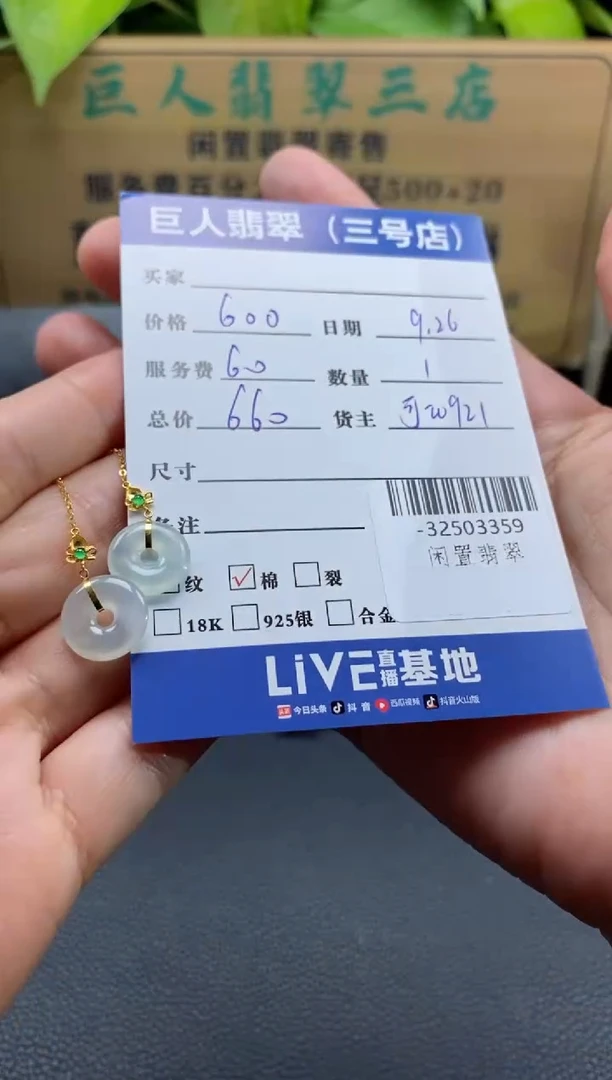 巨人翡翠三店
闲置翡翠寄售
巨人翡翠（三号店）
买家
价格 600 日期 9.26
服务费 60 数量 1
总价 660 货主
尺寸
备注
-32503359
闲置翡翠
纹 棉 裂
18K 925银 合金
LiVE直播基地
今日头条 抖音 西瓜视频 抖音火山版